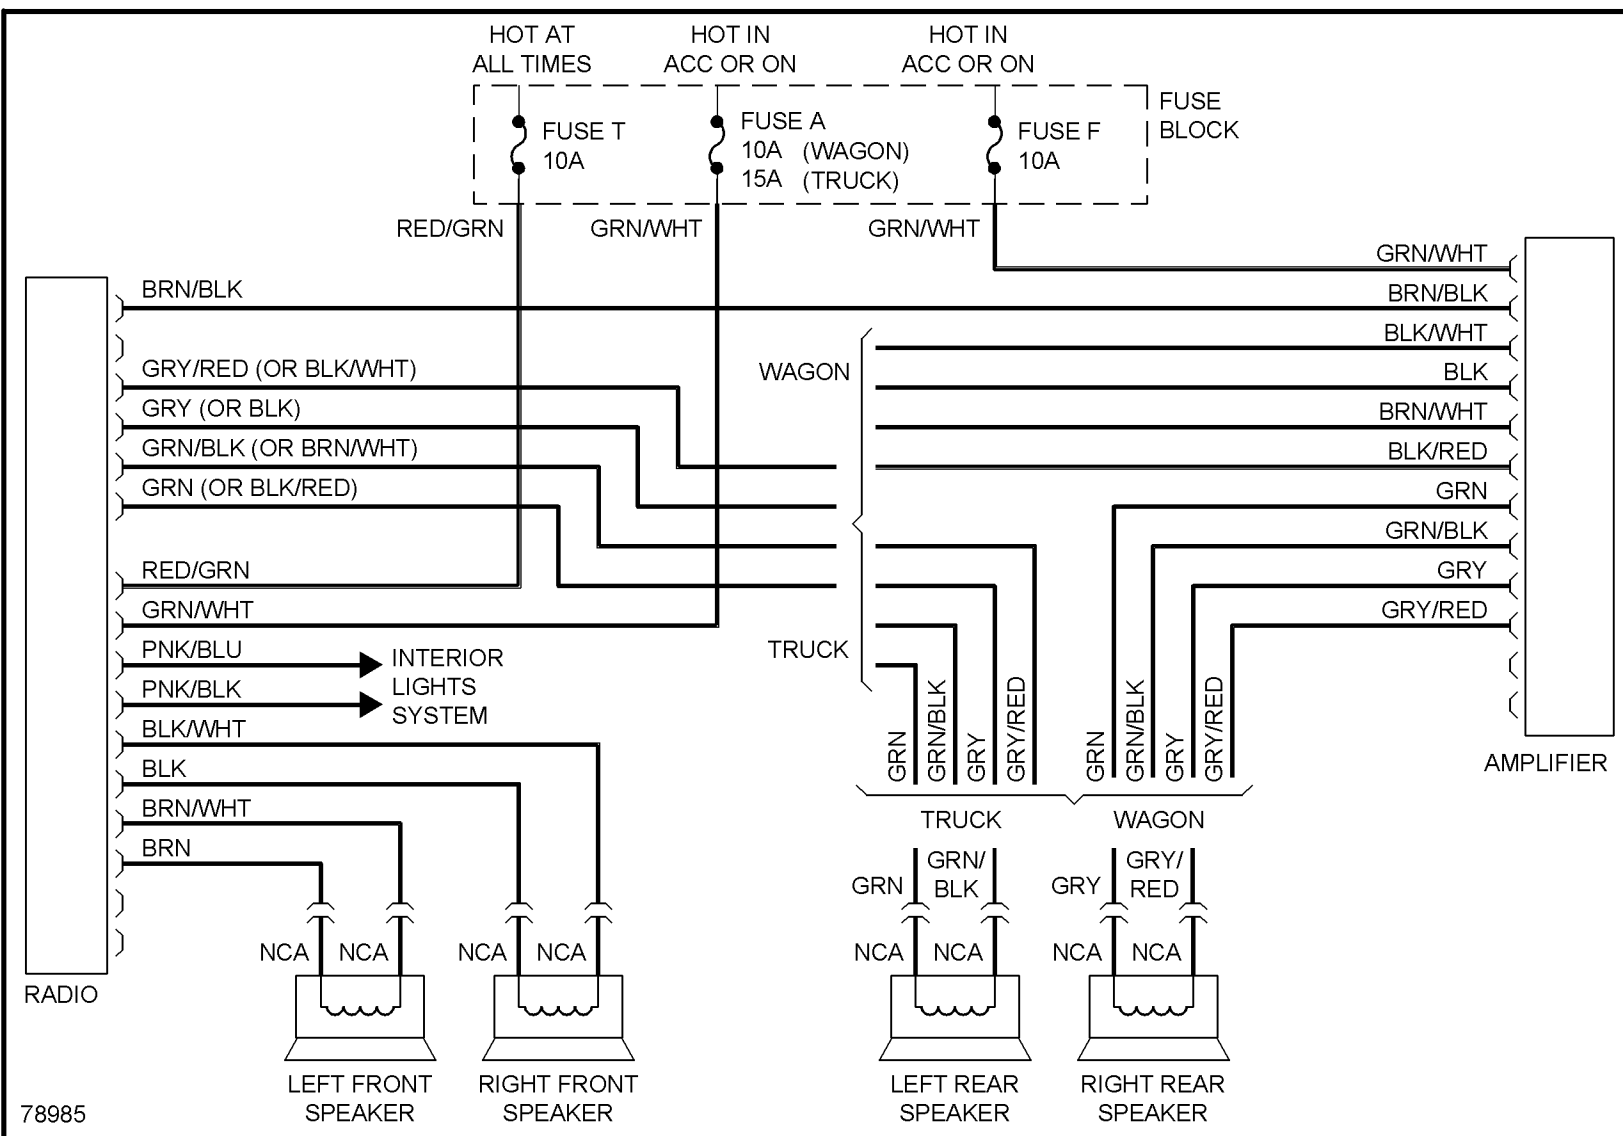 HOT AT
ALL TIMES
HOT IN
ACC OR ON
HOT IN
ACC OR ON
FUSE
BLOCK
FUSE T
10A
FUSE A
10A (WAGON)
15A (TRUCK)
FUSE F
10A
RED/GRN
GRN/WHT
GRN/WHT
GRN/WHT
BRN/BLK
BRN/BLK
BLK/WHT
GRY/RED (OR BLK/WHT)
WAGON
BLK
GRY (OR BLK)
BRN/WHT
GRN/BLK (OR BRN/WHT)
BLK/RED
GRN (OR BLK/RED)
GRN
GRN/BLK
RED/GRN
GRY
GRN/WHT
GRY/RED
PNK/BLU
TRUCK
INTERIOR
LIGHTS
SYSTEM
PNK/BLK
BLK/WHT
BLK
BRN/WHT
BRN
GRN
GRN/BLK
GRY
GRY/RED
GRN
GRN/BLK
GRY
GRY/RED
AMPLIFIER
TRUCK
WAGON
GRN
GRN/
BLK
GRY
GRY/
RED
NCA
NCA
NCA
NCA
NCA
NCA
NCA
NCA
RADIO
LEFT FRONT
SPEAKER
RIGHT FRONT
SPEAKER
LEFT REAR
SPEAKER
RIGHT REAR
SPEAKER
78985